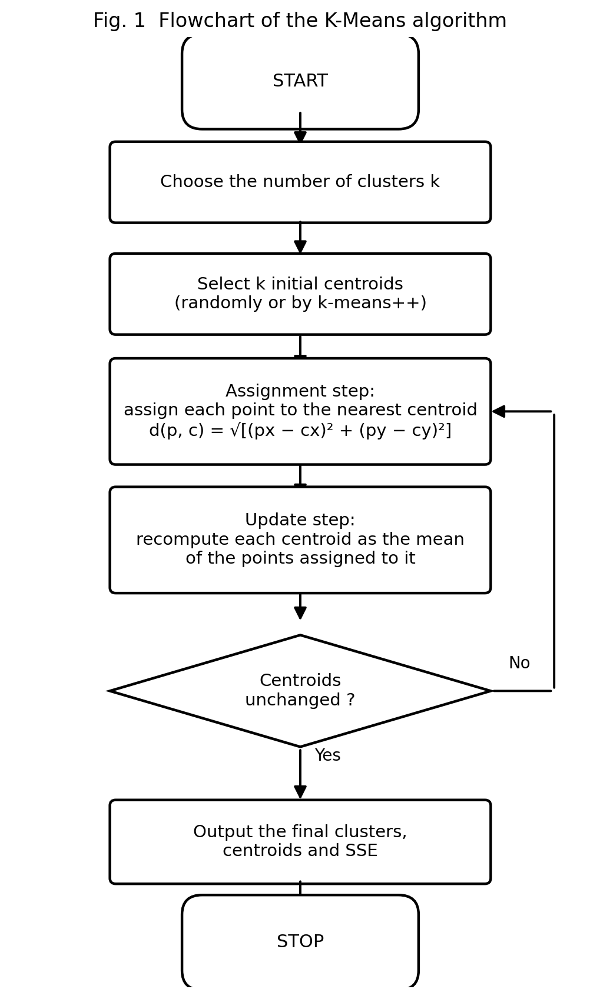 Fig. 1  Flowchart of the K-Means algorithm
START
Choose the number of clusters k
Select k initial centroids
(randomly or by k-means++)
Assignment step:
assign each point to the nearest centroid
d(p, c) = √[(px − cx)² + (py − cy)²]
Update step:
recompute each centroid as the mean
of the points assigned to it
Centroids
unchanged ?
No
Yes
Output the final clusters,
centroids and SSE
STOP